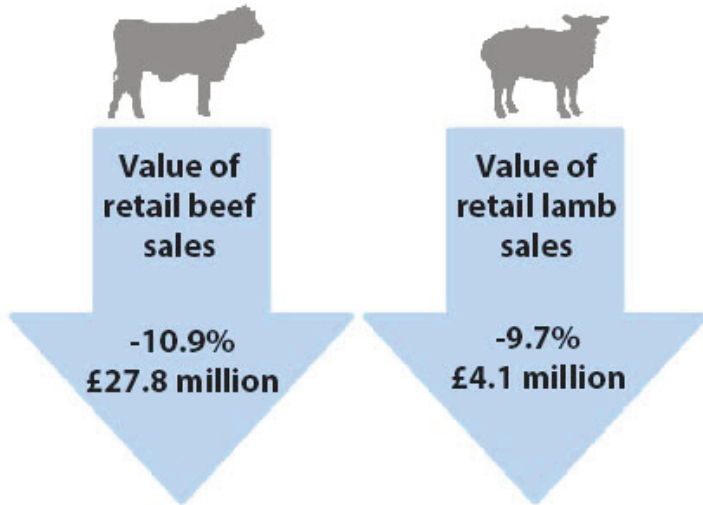 Value of
retail beef
sales
-10.9%
£27.8 million
Value of
retail lamb
sales
-9.7%
£4.1 million